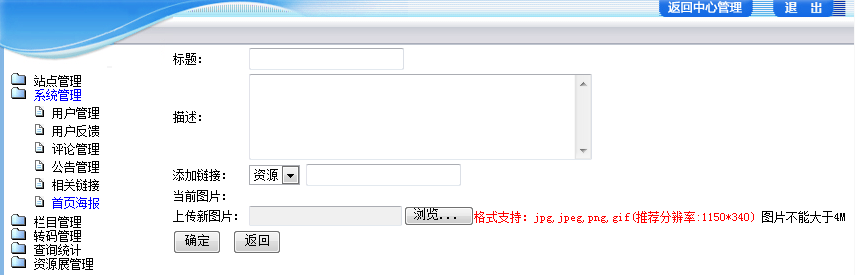 返回中心管理 退 出
标题：
站点管理
系统管理
用户管理
描述：
用户反馈
评论管理
公告管理
添加链接： 资源
相关链接
当前图片：
首页海报
上传新图片： 浏览... 格式支持：jpg,jpeg,png,gif(推荐分辨率:1150*340) 图片不能大于4M
栏目管理
转码管理
确定 返回
查询统计
资源展管理